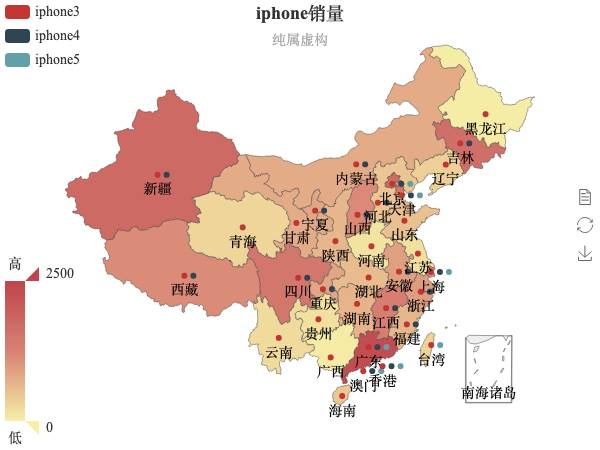 iphone销量
纯属虚构
iphone3
iphone4
iphone5
黑龙江
吉林
辽宁
内蒙古
新疆
北京
天津
河北
山西
山东
宁夏
甘肃
青海
陕西
河南
江苏
安徽
上海
西藏
四川
重庆
湖北
浙江
湖南
江西
贵州
福建
云南
广西
广东
台湾
香港
澳门
海南
南海诸岛
高
2500
0
低